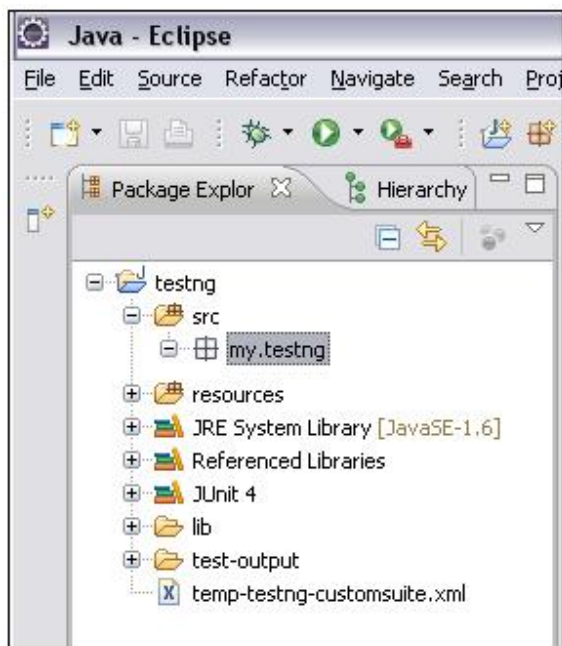 Java - Eclipse
File Edit Source Refactor Navigate Search Proj
Package Explor Hierarchy
testng
src
my.testng
resources
JRE System Library [JavaSE-1.6]
Referenced Libraries
JUnit 4
lib
test-output
temp-testng-customsuite.xml